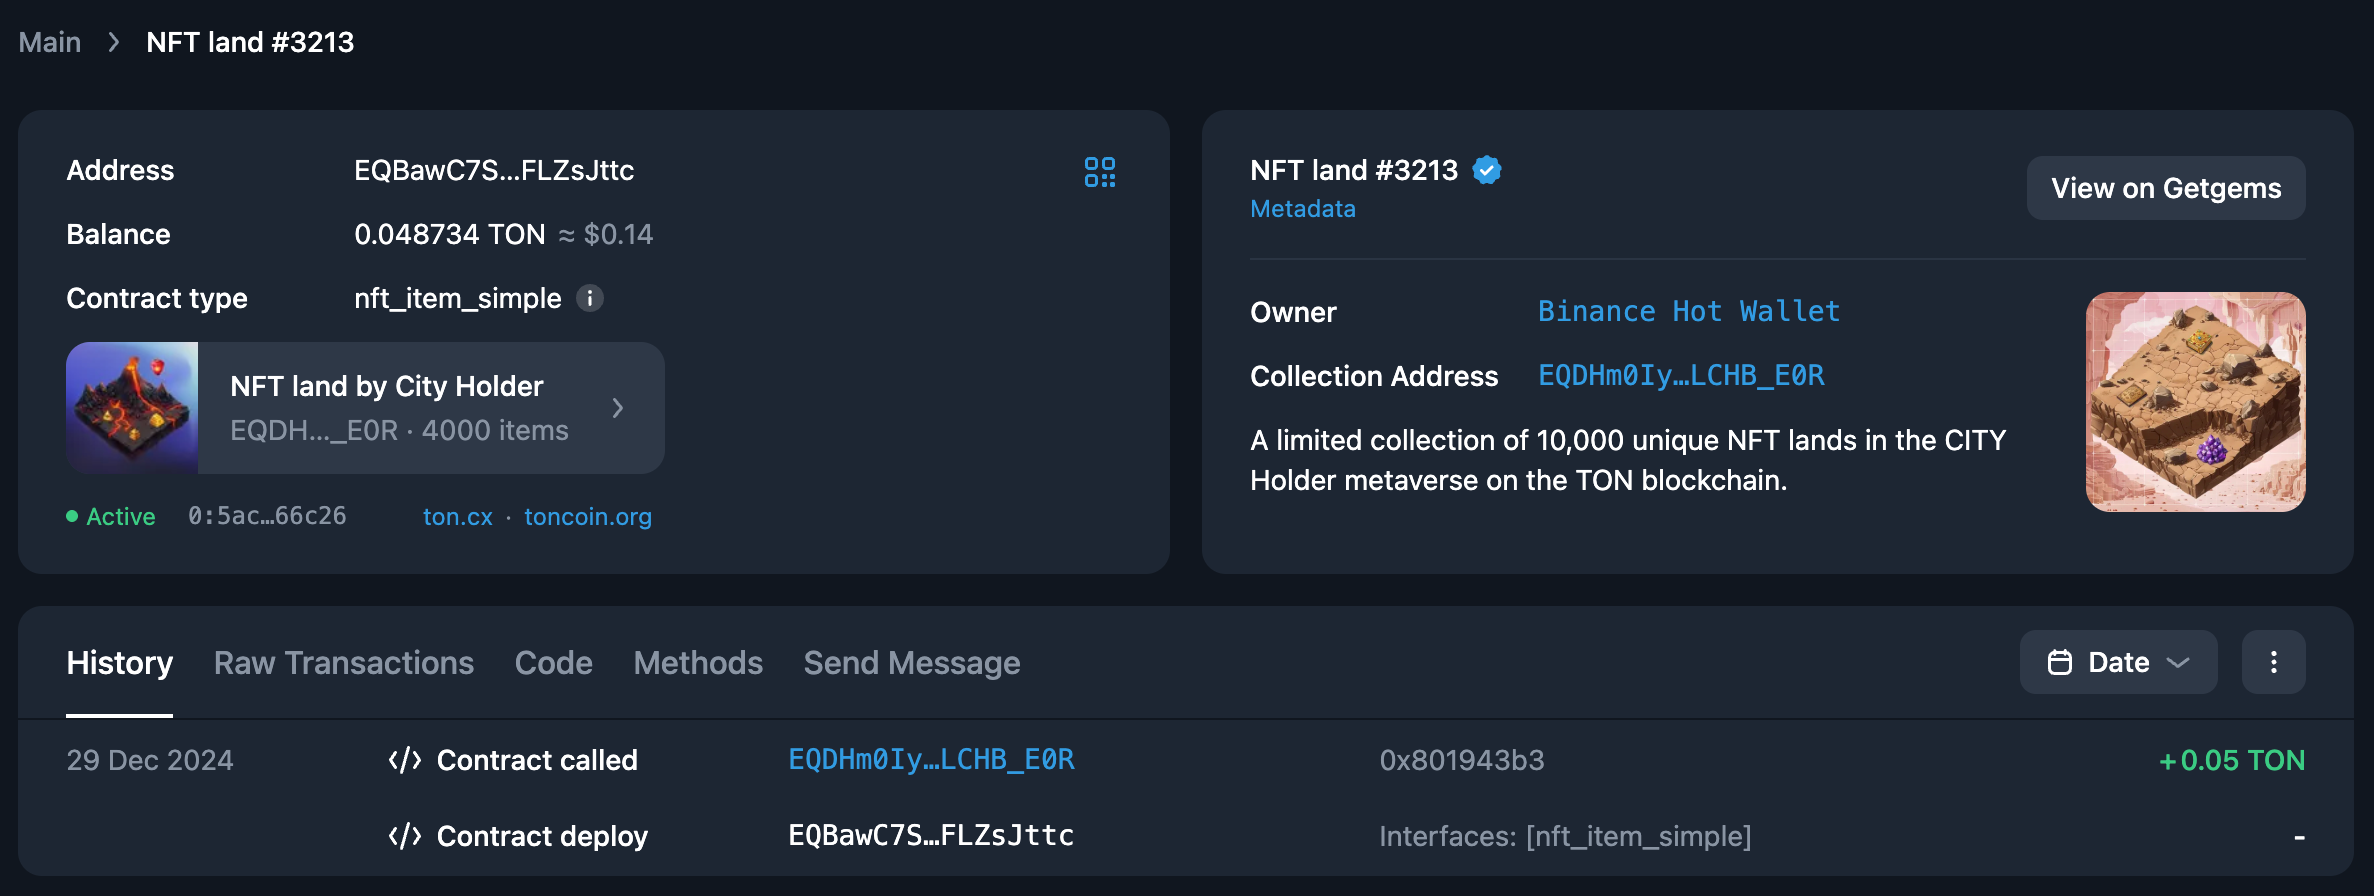 Main > NFT land #3213
Address EQBawC7S...FLZsJttc
Balance 0.048734 TON ≈ $0.14
Contract type nft_item_simple
NFT land by City Holder
EQDH..._E0R · 4000 items
Active 0:5ac…66c26 ton.cx · toncoin.org
NFT land #3213
Metadata
View on Getgems
Owner Binance Hot Wallet
Collection Address EQDHm0Iy…LCHB_E0R
A limited collection of 10,000 unique NFT lands in the CITY
Holder metaverse on the TON blockchain.
History Raw Transactions Code Methods Send Message Date
29 Dec 2024 </> Contract called EQDHm0Iy…LCHB_E0R 0x801943b3 +0.05 TON
</> Contract deploy EQBawC7S…FLZsJttc Interfaces: [nft_item_simple] -